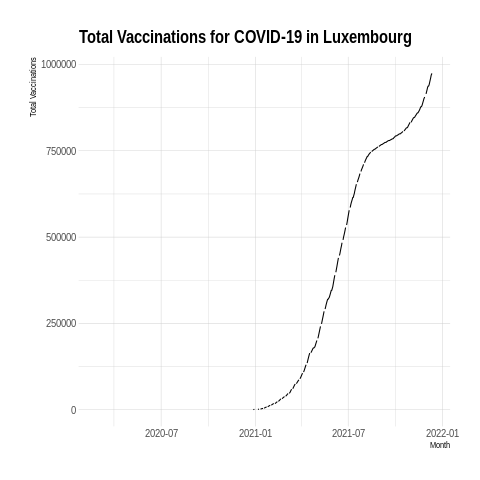 Total Vaccinations for COVID-19 in Luxembourg
Total Vaccinations
1000000
750000
500000
250000
0
2020-07 2021-01 2021-07 2022-01
Month